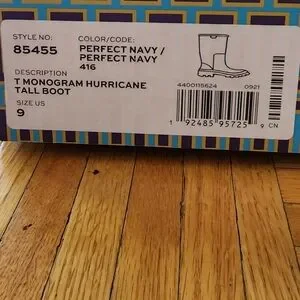 STYLE NO:
85455
COLOR/CODE:
PERFECT NAVY /
PERFECT NAVY
416
DESCRIPTION
T MONOGRAM HURRICANE
TALL BOOT
SIZE US
9
4400115624 0921
1 92485 95725 9 CN